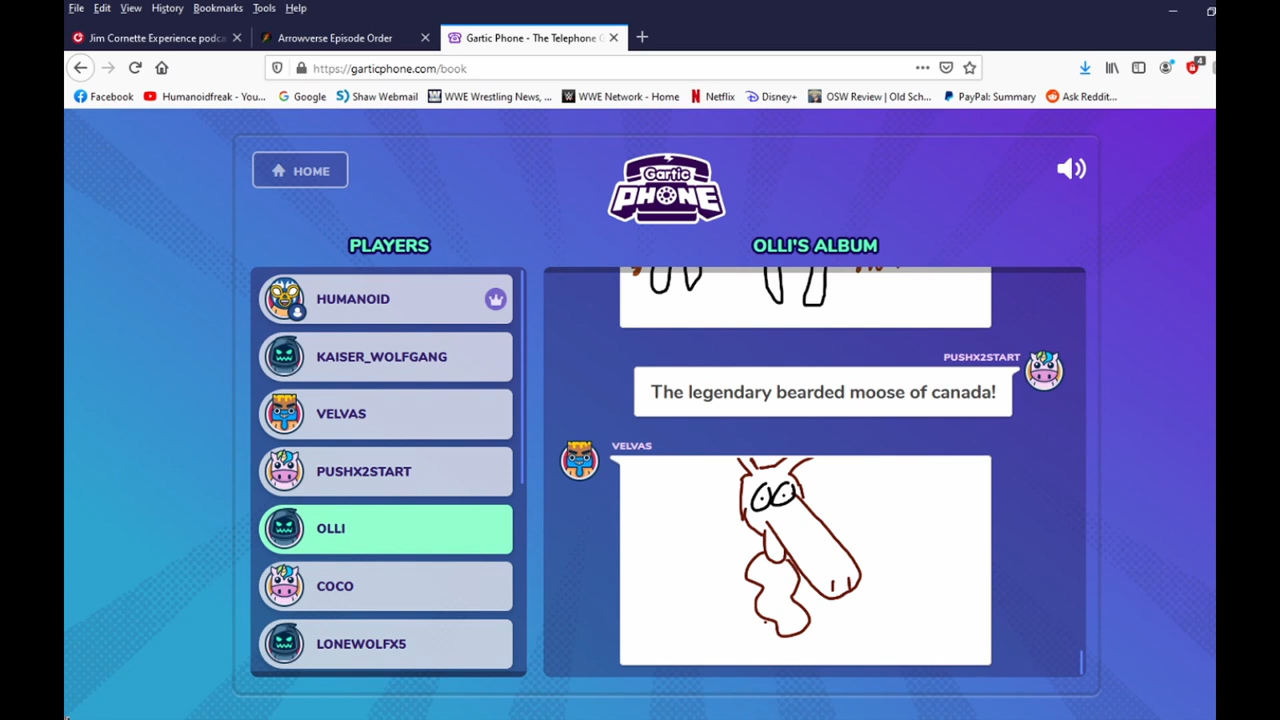 File Edit View History Bookmarks Tools Help
Jim Cornette Experience podca
Arrowverse Episode Order
Gartic Phone - The Telephone G
https://garticphone.com/book
4
Facebook
Humanoidfreak - You...
Google
Shaw Webmail
WWE Wrestling News, ...
WWE Network - Home
Netflix
Disney+
OSW Review | Old Sch...
PayPal: Summary
Ask Reddit...
HOME
Gartic
PHONE
PLAYERS
OLLI'S ALBUM
HUMANOID
KAISER_WOLFGANG
VELVAS
PUSHX2START
OLLI
COCO
LONEWOLFX5
PUSHX2START
The legendary bearded moose of canada!
VELVAS